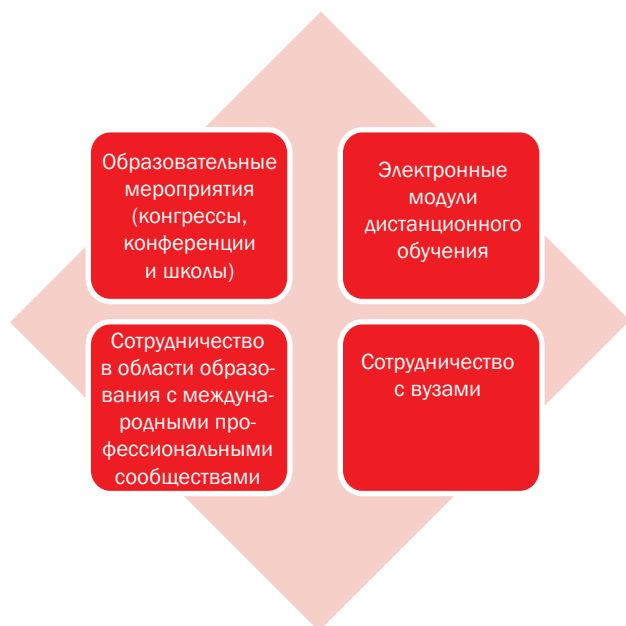 Образовательные
мероприятия
(конгрессы,
конференции
и школы)
Электронные
модули
дистанционного
обучения
Сотрудничество
в области образо-
вания с междуна-
родными про-
фессиональными
сообществами
Сотрудничество
с вузами